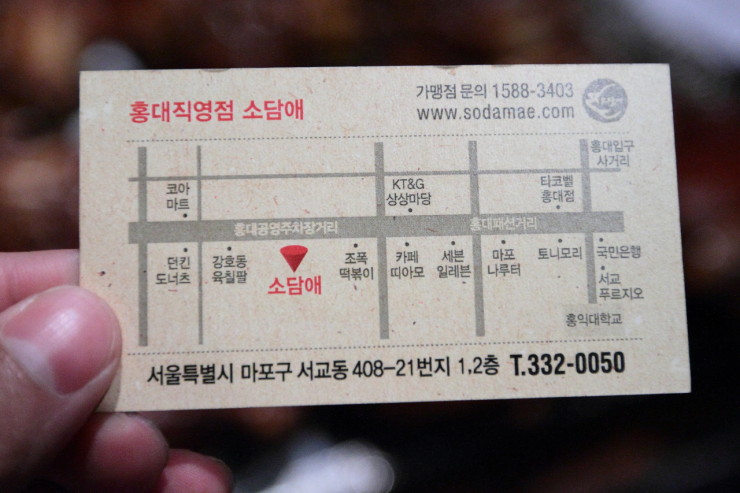 홍대직영점 소담애
가맹점 문의 1588-3403
www.sodamae.com
홍대입구
사거리
코아
마트
KT&G
상상마당
타코벨
홍대점
홍대공영주차장거리
홍대패션거리
던킨
도너츠
강호동
육칠팔
소담애
조폭
떡볶이
카페
띠아모
세븐
일레븐
마포
나루터
토니모리
국민은행
서교
푸르지오
홍익대학교
서울특별시 마포구 서교동 408-21번지 1,2층 T.332-0050